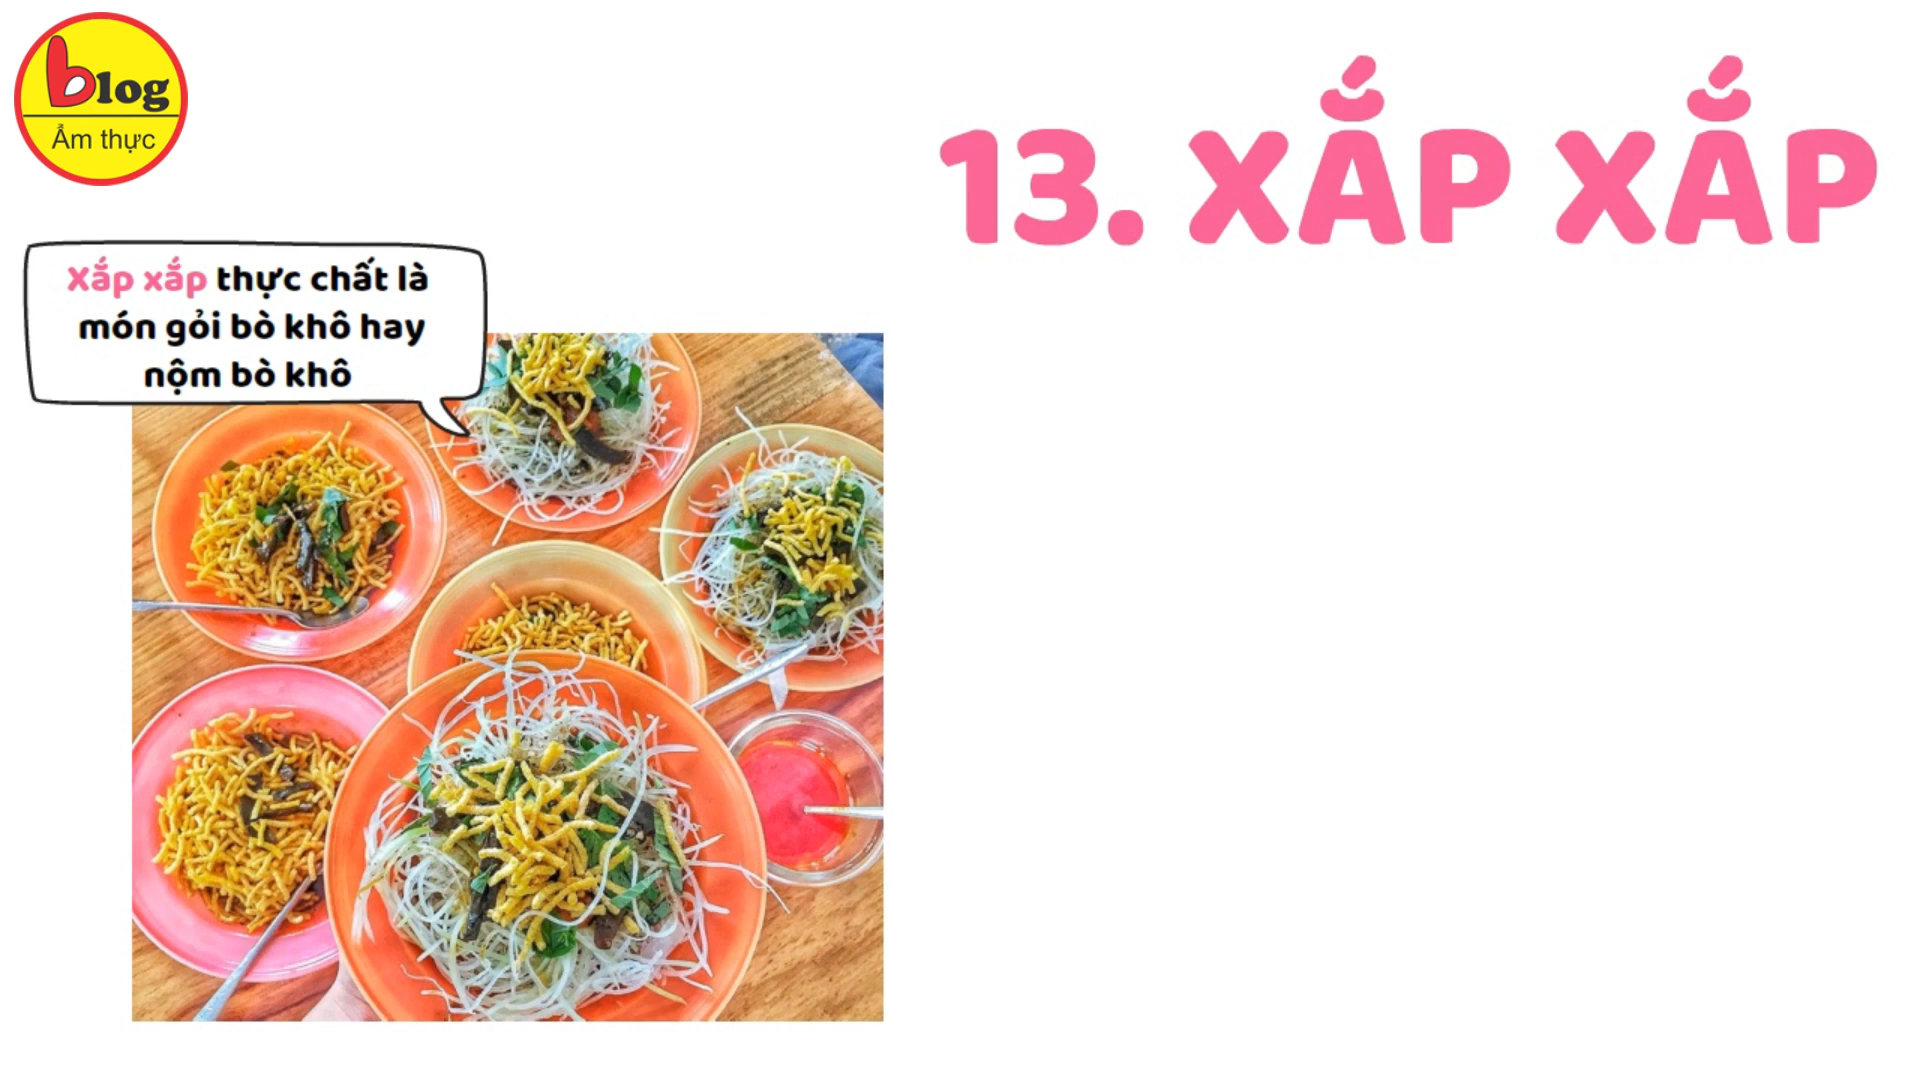 blog
Ẩm thực
13. XẮP XẮP
Xắp xắp thực chất là
món gỏi bò khô hay
nộm bò khô